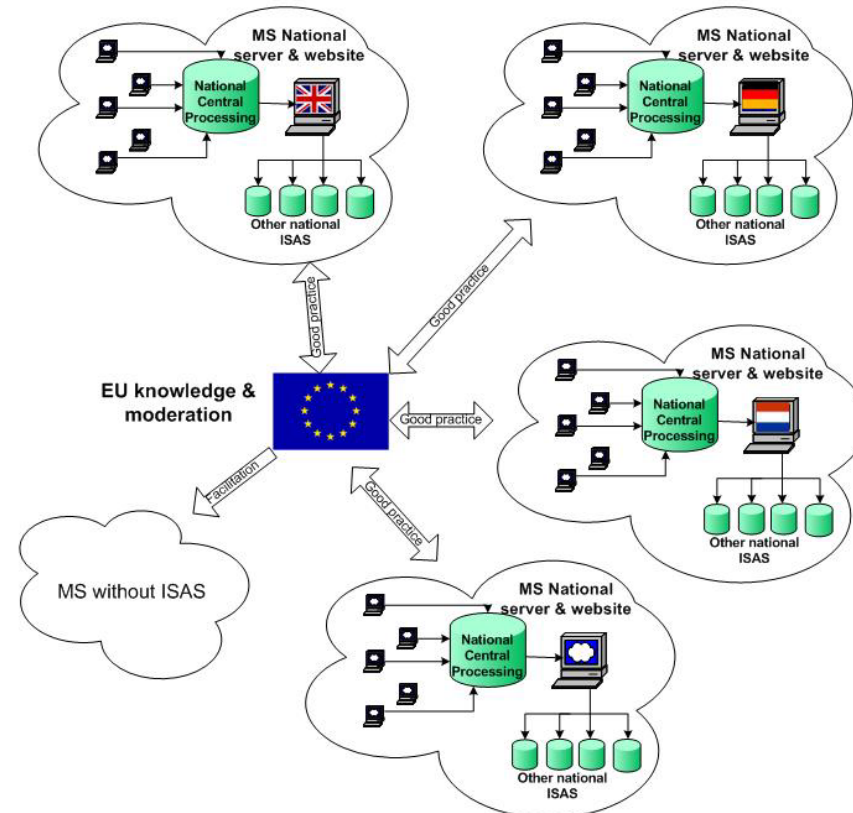 MS National
server & website
National
Central
Processing
Other national
ISAS
MS National
server & website
National
Central
Processing
Other national
ISAS
Good practice
Good practice
EU knowledge &
moderation
Good practice
MS National
server & website
National
Central
Processing
Other national
ISAS
Facilitation
Good practice
MS without ISAS
MS National
server & website
National
Central
Processing
Other national
ISAS